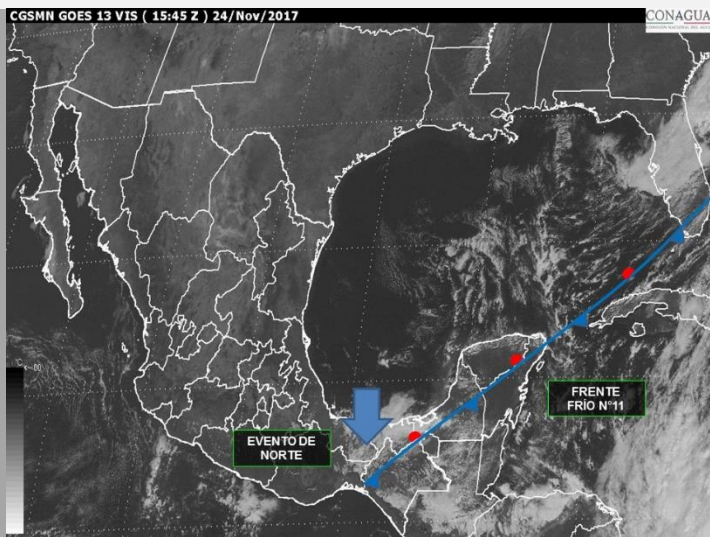 CGSMN GOES 13 VIS ( 15:45 Z ) 24/Nov/2017
CONAGUA
EVENTO DE
NORTE
FRENTE
FRÍO N°11